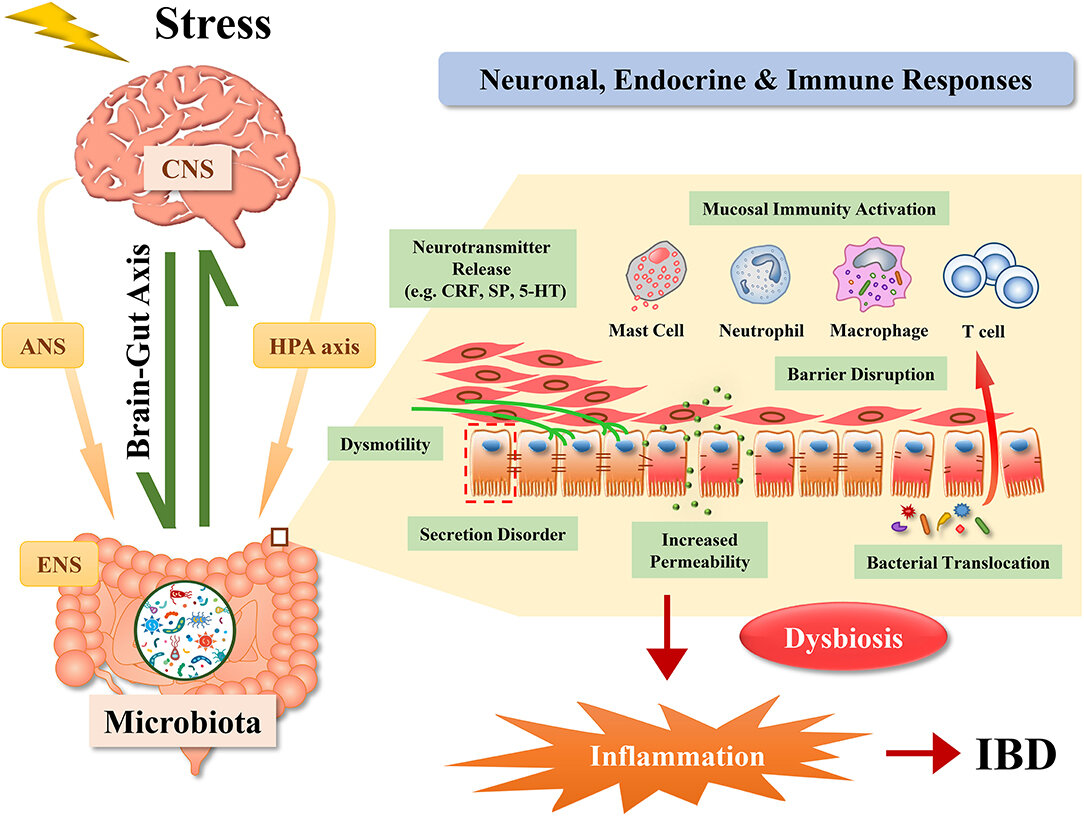 Stress
CNS
Brain-Gut Axis
ANS
HPA axis
ENS
Microbiota
Neuronal, Endocrine & Immune Responses
Mucosal Immunity Activation
Neurotransmitter
Release
(e.g. CRF, SP, 5-HT)
Mast Cell
Neutrophil
Macrophage
T cell
Barrier Disruption
Dysmotility
Secretion Disorder
Increased
Permeability
Bacterial Translocation
Dysbiosis
Inflammation
IBD